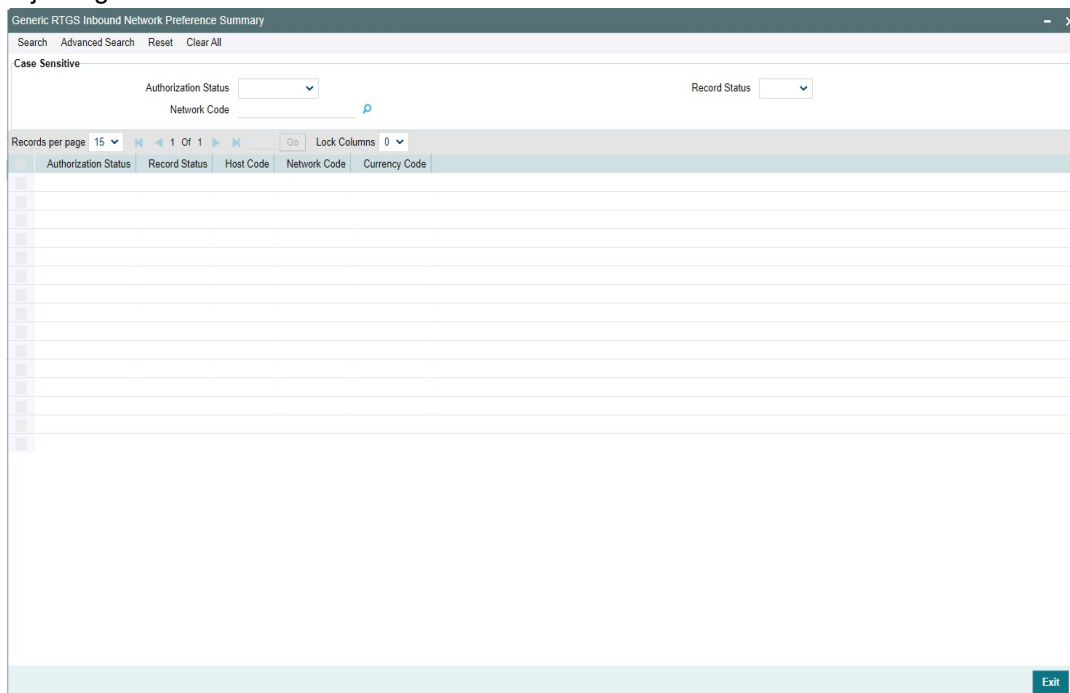 Generic RTGS Inbound Network Preference Summary
Search Advanced Search Reset Clear All
Case Sensitive
Authorization Status Record Status
Network Code
Records per page 15 1 Of 1 Go Lock Columns 0
Authorization Status Record Status Host Code Network Code Currency Code
Exit